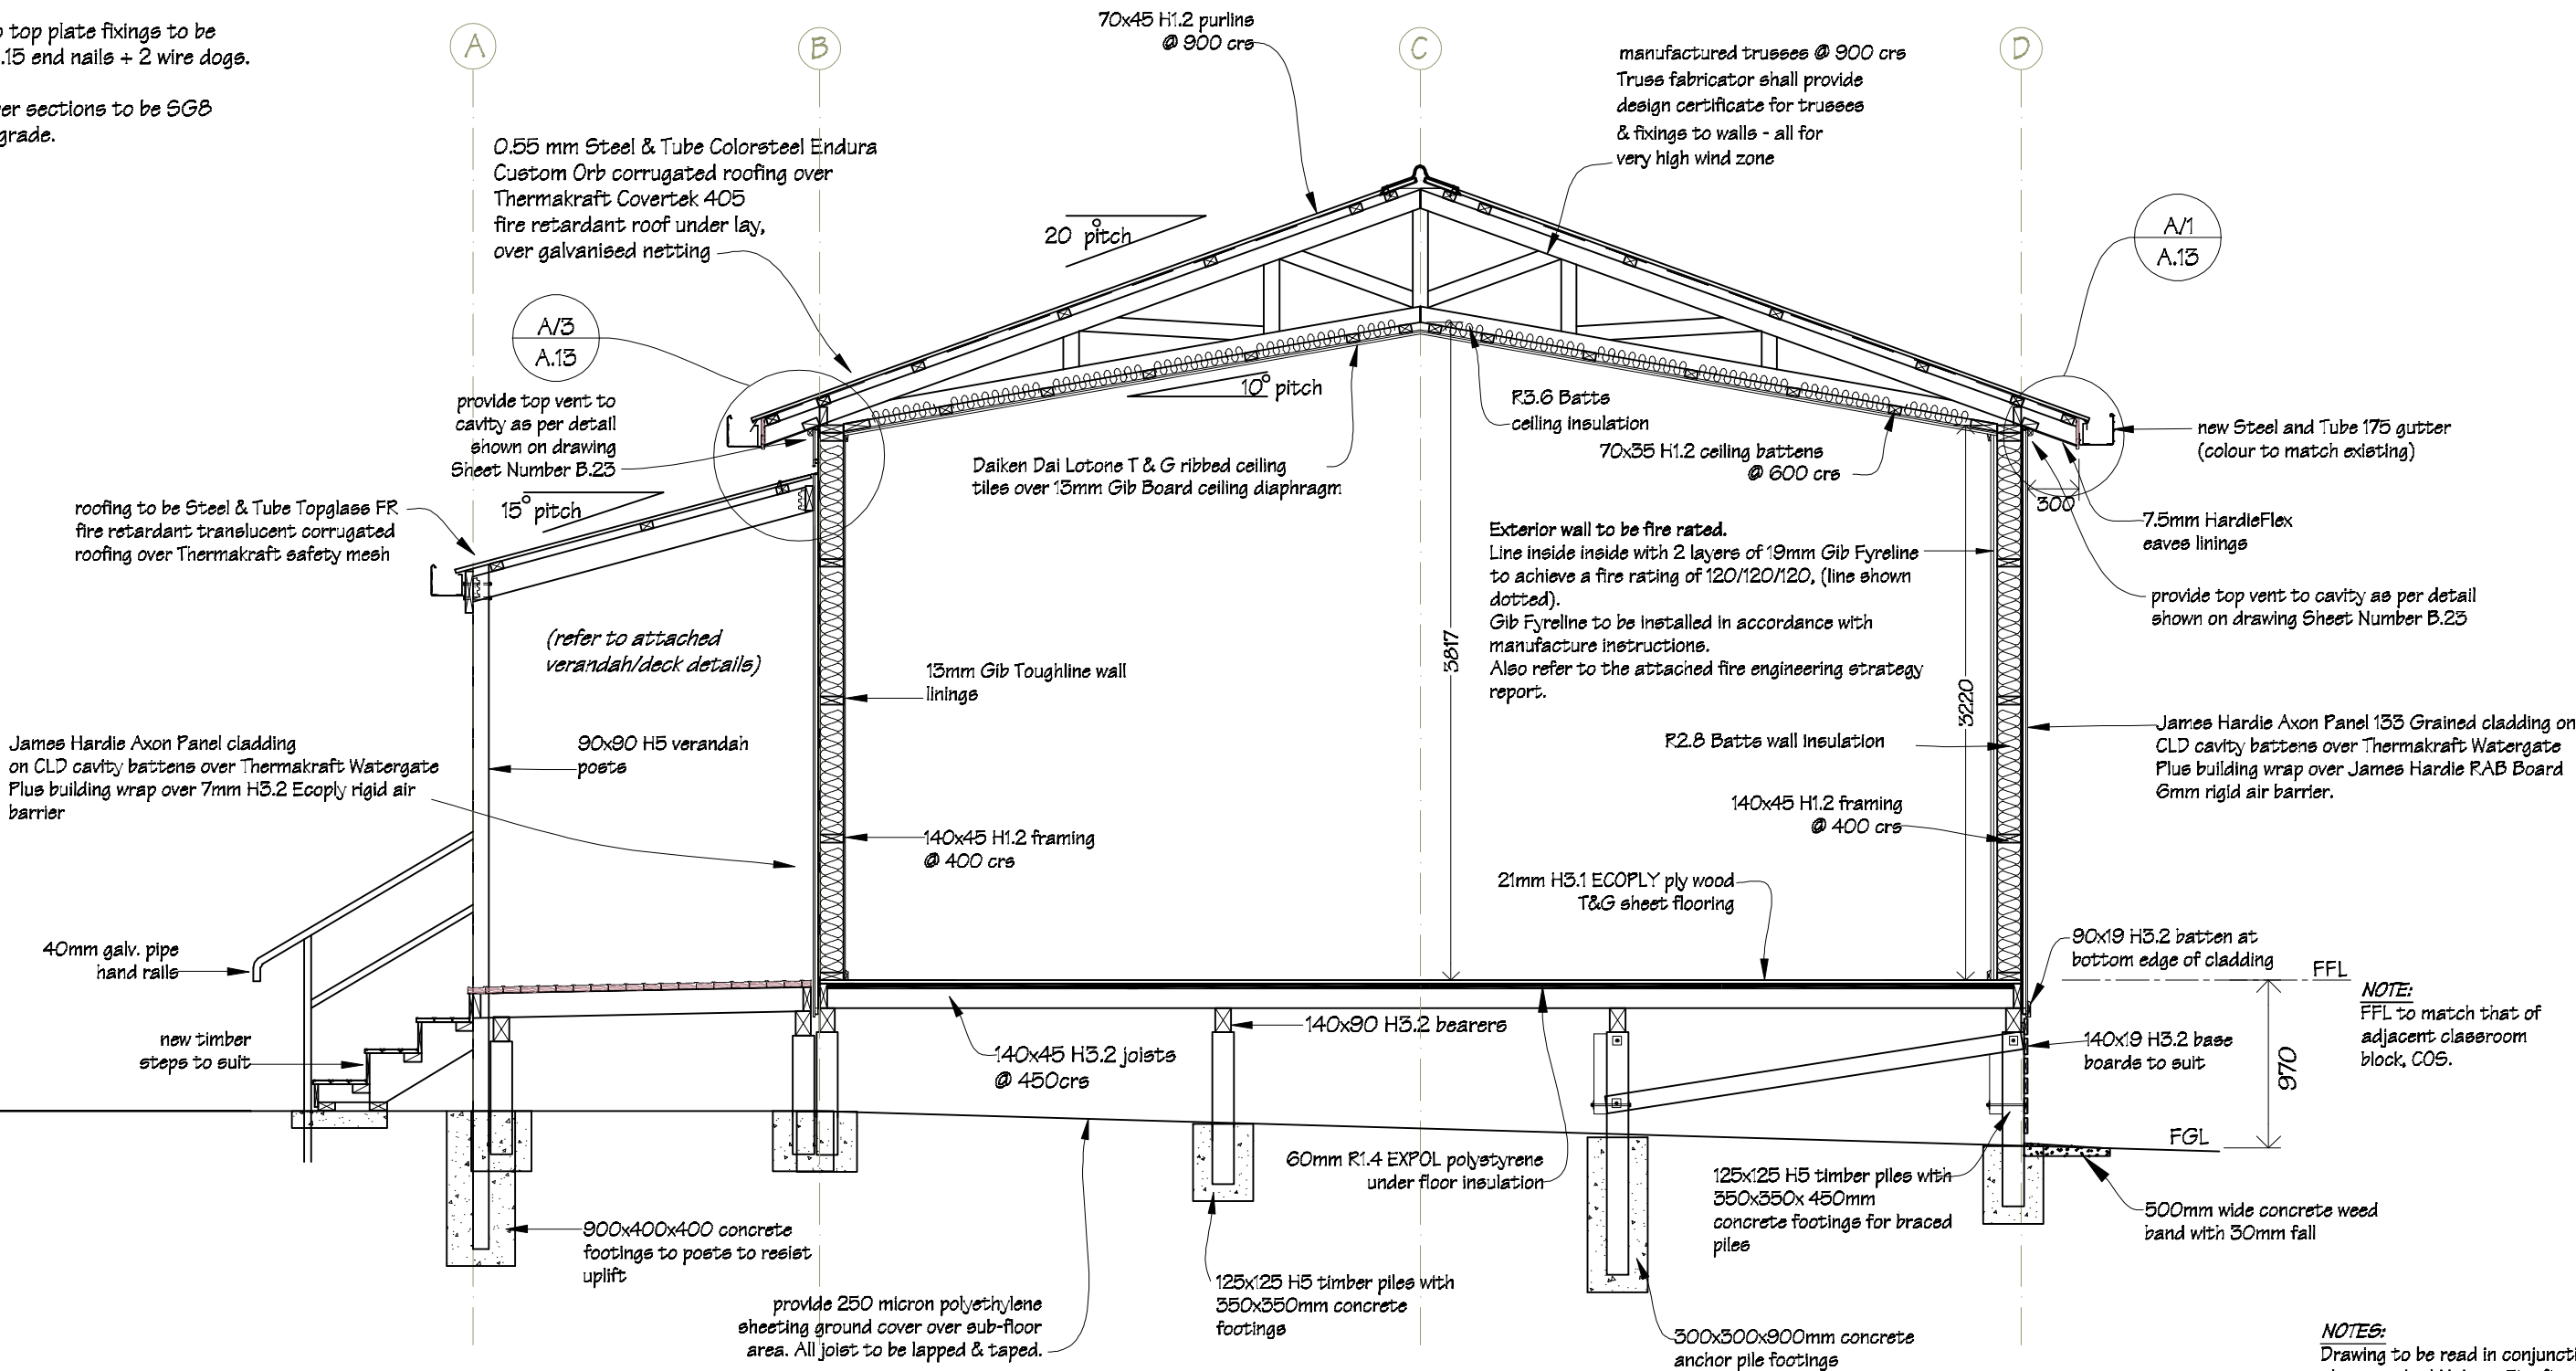 top plate fixings to be
.15 end nails + 2 wire dogs.
sections to be SG8
grade.
A
B
C
D
70x45 H1.2 purlins
@ 900 crs
manufactured trusses @ 900 crs
Truss fabricator shall provide
design certificate for trusses
& fixings to walls - all for
very high wind zone
0.55 mm Steel & Tube Colorsteel Endura
Custom Orb corrugated roofing over
Thermakraft Covertek 405
fire retardant roof under lay,
over galvanised netting
20° pitch
A/1
A.13
A/3
A.13
10° pitch
provide top vent to
cavity as per detail
shown on drawing
Sheet Number B.23
R3.6 Batts
ceiling insulation
70x35 H1.2 ceiling battens
@ 600 crs
new Steel and Tube 175 gutter
(colour to match existing)
Daiken Dai Lotone T & G ribbed ceiling
tiles over 13mm Gib Board ceiling diaphragm
15° pitch
roofing to be Steel & Tube Topglass FR
fire retardant translucent corrugated
roofing over Thermakraft safety mesh
300
7.5mm HardieFlex
eaves linings
Exterior wall to be fire rated.
Line inside inside with 2 layers of 19mm Gib Fyreline
to achieve a fire rating of 120/120/120, (line shown
dotted).
Gib Fyreline to be installed in accordance with
manufacture instructions.
Also refer to the attached fire engineering strategy
report.
provide top vent to cavity as per detail
shown on drawing Sheet Number B.23
(refer to attached
verandah/deck details)
3817
3220
13mm Gib Toughline wall
linings
James Hardie Axon Panel cladding
on CLD cavity battens over Thermakraft Watergate
Plus building wrap over 7mm H3.2 Ecoply rigid air
barrier
90x90 H5 verandah
posts
R2.8 Batts wall insulation
James Hardie Axon Panel 133 Grained cladding on
CLD cavity battens over Thermakraft Watergate
Plus building wrap over James Hardie RAB Board
6mm rigid air barrier.
140x45 H1.2 framing
@ 400 crs
140x45 H1.2 framing
@ 400 crs
21mm H3.1 ECOPLY ply wood
T&G sheet flooring
40mm galv. pipe
hand rails
90x19 H3.2 batten at
bottom edge of cladding
FFL
NOTE:
FFL to match that of
adjacent classroom
block, COS.
new timber
steps to suit
140x90 H3.2 bearers
140x45 H3.2 joists
@ 450crs
140x19 H3.2 base
boards to suit
970
FGL
60mm R1.4 EXPOL polystyrene
under floor insulation
125x125 H5 timber piles with
350x350x 450mm
concrete footings for braced
piles
500mm wide concrete weed
band with 30mm fall
900x400x400 concrete
footings to posts to resist
uplift
125x125 H5 timber piles with
350x350mm concrete
footings
provide 250 micron polyethylene
sheeting ground cover over sub-floor
area. All joist to be lapped & taped.
300x300x900mm concrete
anchor pile footings
NOTES:
Drawing to be read in